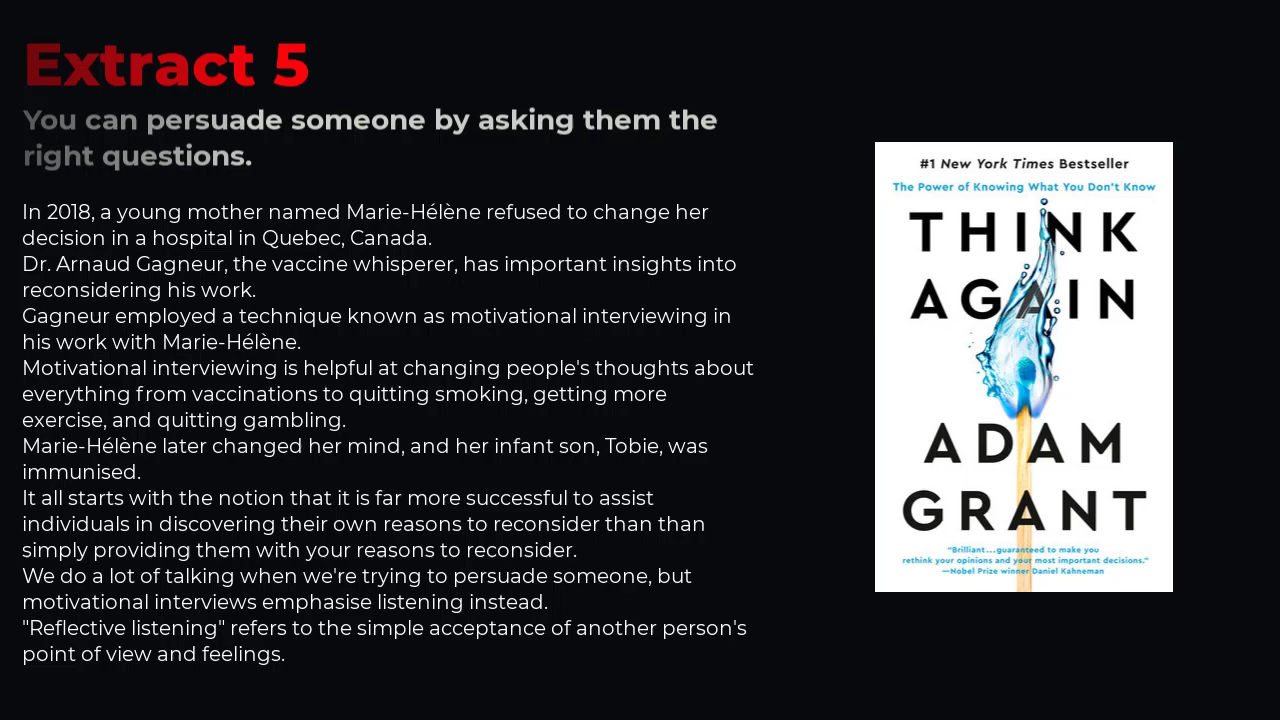 Extract 5
You can persuade someone by asking them the
right questions.
In 2018, a young mother named Marie-Hélène refused to change her
decision in a hospital in Quebec, Canada.
Dr. Arnaud Gagneur, the vaccine whisperer, has important insights into
reconsidering his work.
Gagneur employed a technique known as motivational interviewing in
his work with Marie-Hélène.
Motivational interviewing is helpful at changing people's thoughts about
everything from vaccinations to quitting smoking, getting more
exercise, and quitting gambling.
Marie-Hélène later changed her mind, and her infant son, Tobie, was
immunised.
It all starts with the notion that it is far more successful to assist
individuals in discovering their own reasons to reconsider than than
simply providing them with your reasons to reconsider.
We do a lot of talking when we're trying to persuade someone, but
motivational interviews emphasise listening instead.
"Reflective listening" refers to the simple acceptance of another person's
point of view and feelings.
#1 New York Times Bestseller
The Power of Knowing What You Don't Know
THINK
AGAIN
ADAM
GRANT
"Brilliant...guaranteed to make you
rethink your opinions and your most important decisions."
—Nobel Prize winner Daniel Kahneman